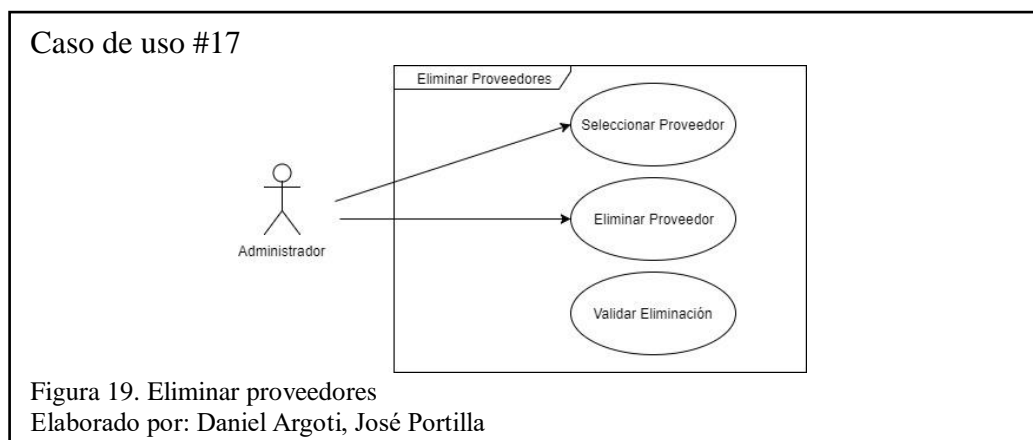 Caso de uso #17
Eliminar Proveedores
Seleccionar Proveedor
Eliminar Proveedor
Administrador
Validar Eliminación
Figura 19. Eliminar proveedores
Elaborado por: Daniel Argoti, José Portilla